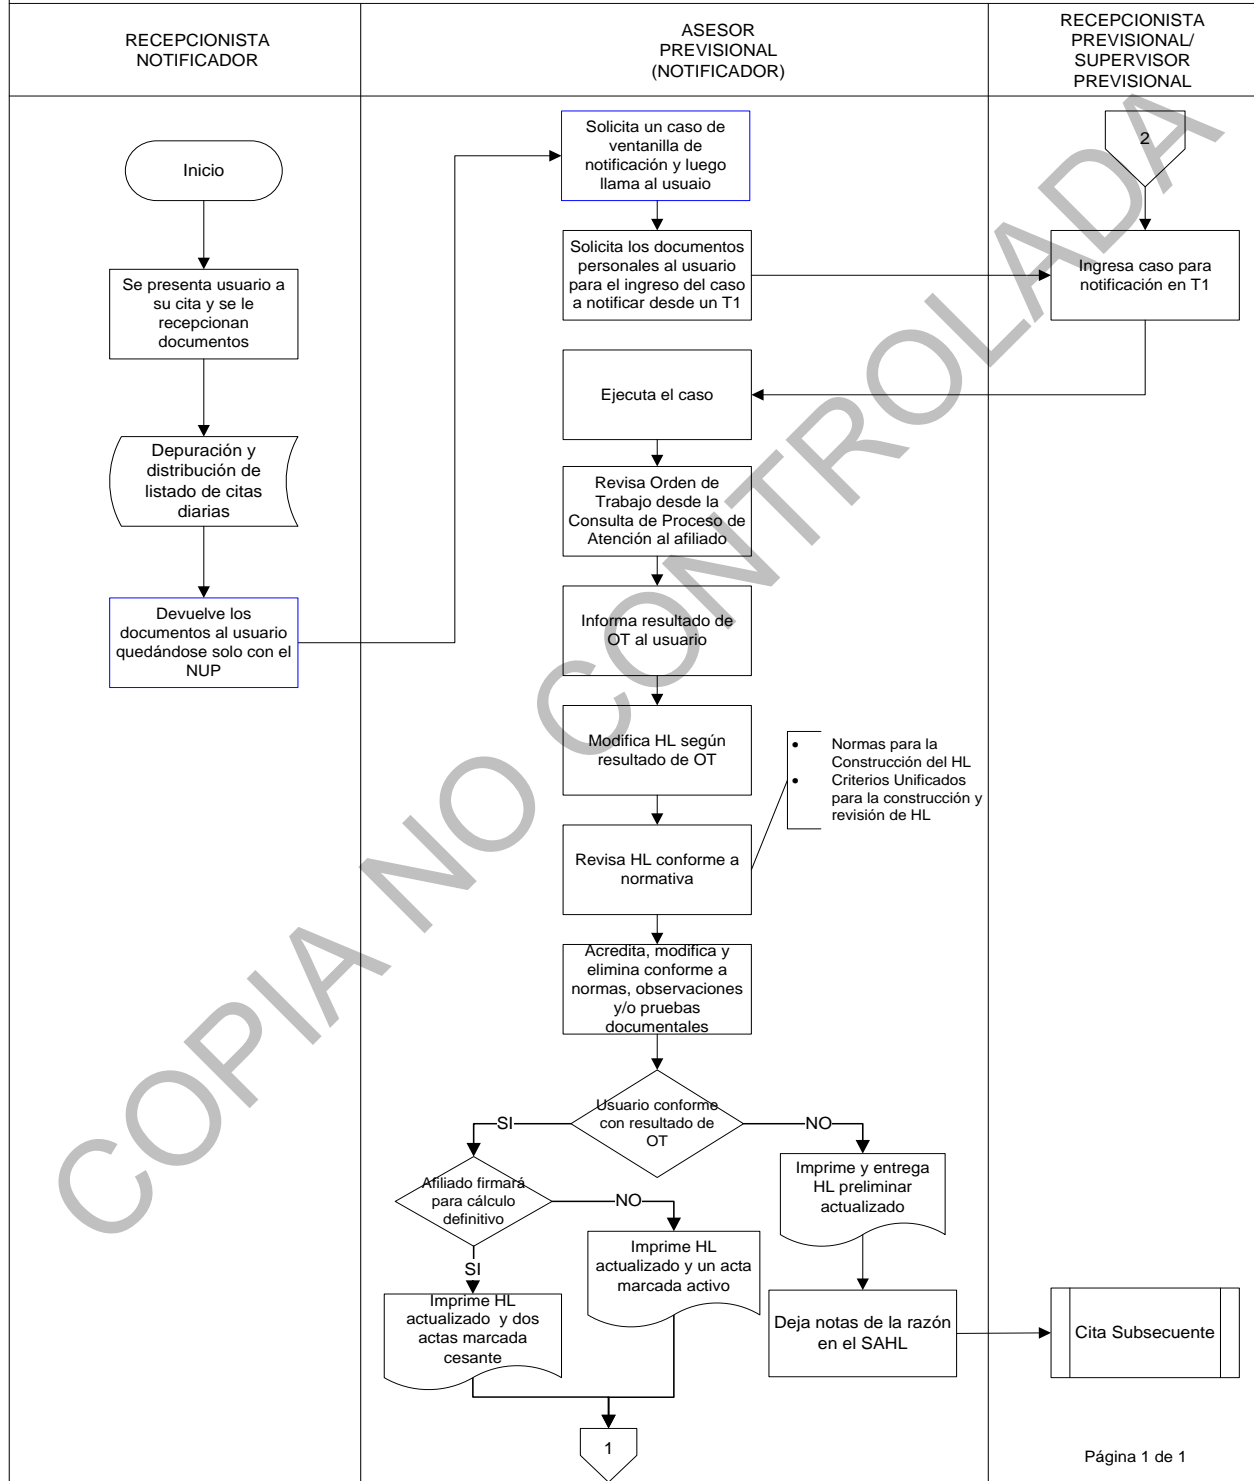 RECEPCIONISTA
NOTIFICADOR
ASESOR
PREVISIONAL
(NOTIFICADOR)
RECEPCIONISTA
PREVISIONAL/
SUPERVISOR
PREVISIONAL
Inicio
Se presenta usuario a
su cita y se le
recepcionan
documentos
Depuración y
distribución de
listado de citas
diarias
Devuelve los
documentos al usuario
quedándose solo con el
NUP
Solicita un caso de
ventanilla de
notificación y luego
llama al usuaio
Solicita los documentos
personales al usuario
para el ingreso del caso
a notificar desde un T1
2
Ingresa caso para
notificación en T1
Ejecuta el caso
Revisa Orden de
Trabajo desde la
Consulta de Proceso de
Atención al afiliado
Informa resultado de
OT al usuario
Modifica HL según
resultado de OT
• Normas para la
Construcción del HL
• Criterios Unificados
para la construcción y
revisión de HL
Revisa HL conforme a
normativa
Acredita, modifica y
elimina conforme a
normas, observaciones
y/o pruebas
documentales
Usuario conforme
con resultado de
OT
SI
NO
Afiliado firmará
para cálculo
definitivo
NO
SI
Imprime HL
actualizado y dos
actas marcada
cesante
Imprime HL
actualizado y un acta
marcada activo
Imprime y entrega
HL preliminar
actualizado
Deja notas de la razón
en el SAHL
Cita Subsecuente
1
Página 1 de 1
COPIA NO CONTROLADA